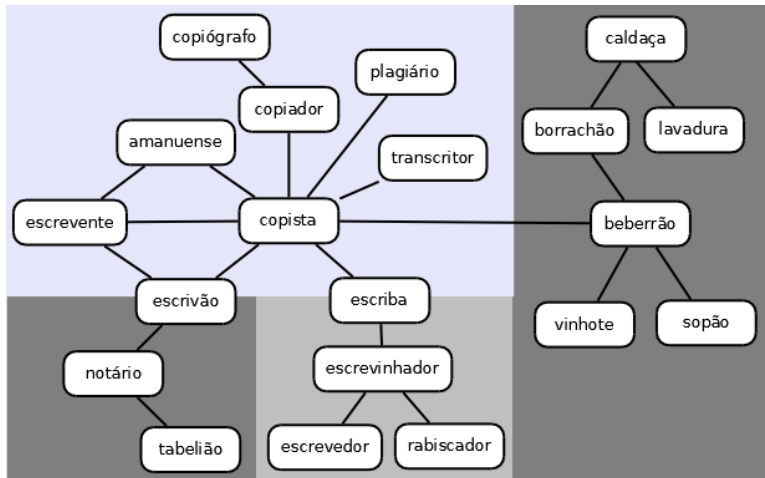 copiógrafo
caldaça
plagiário
copiador
borrachão
lavadura
amanuense
transcritor
escrevente
copista
beberrão
escrivão
escriba
vinhote
sopão
notário
escrevinhador
tabelião
escrevedor
rabiscador